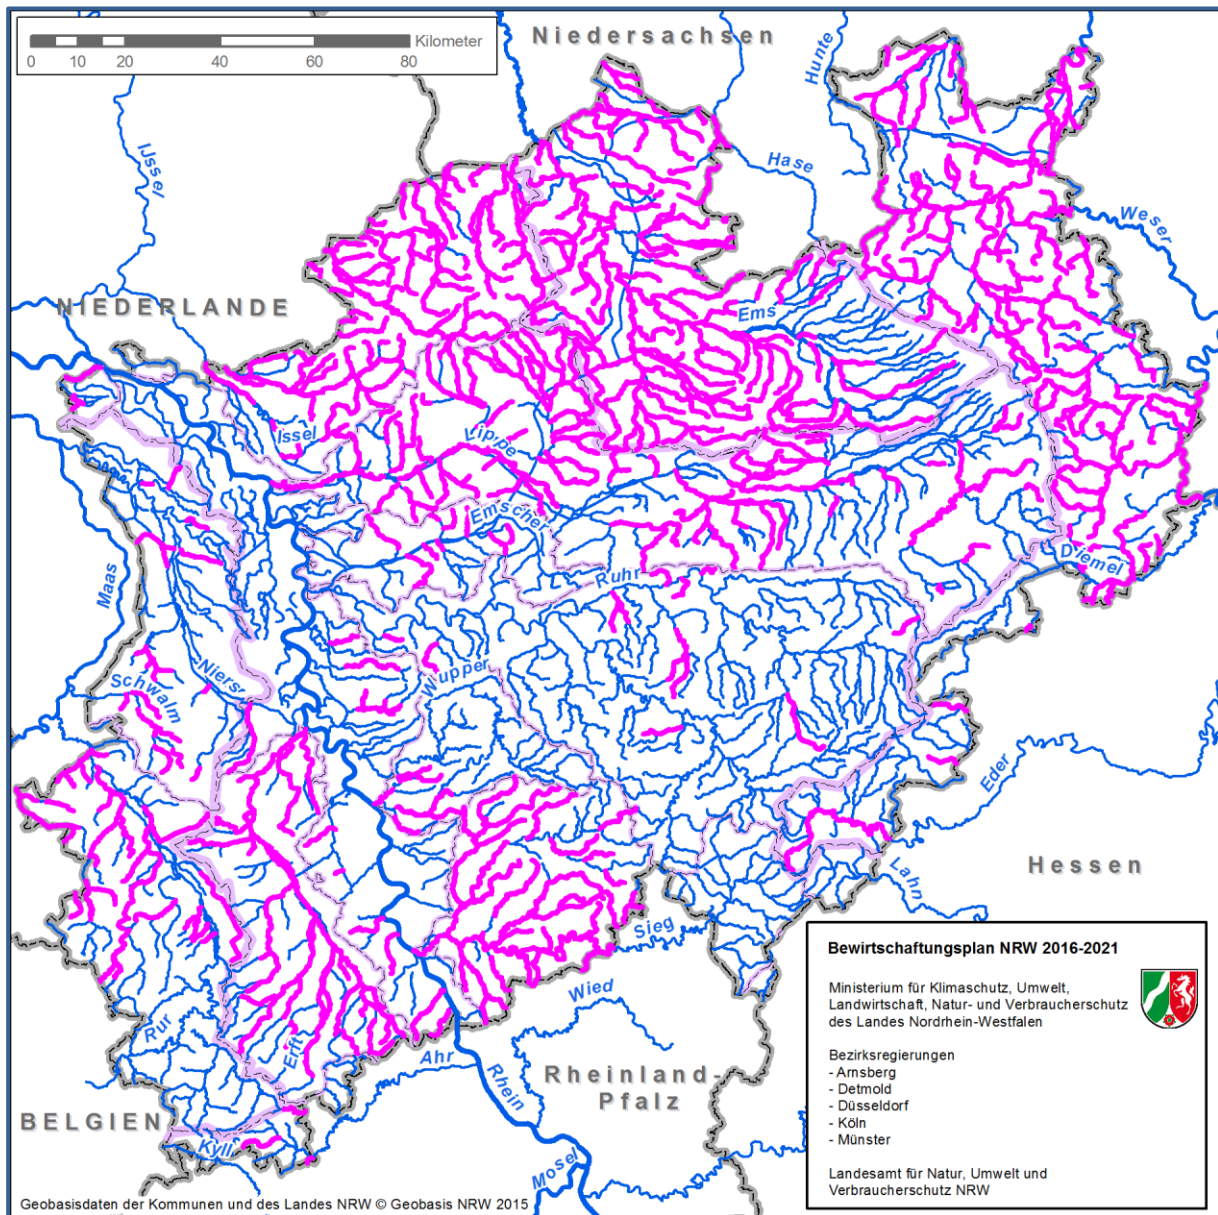 Niedersachsen
Kilometer
0 10 20 40 60 80
Hunte
IJssel
Hase
Weser
NIEDERLANDE
Ems
Issel
Lippe
Emscher
Diemel
Maas
Ruhr
Wupper
Niers
Schwalm
Eder
Hessen
Lahn
Sieg
Wied
Rur
Erft
Ahr
Rhein
Rheinland-
Pfalz
BELGIEN
Kyll
Mosel
Bewirtschaftungsplan NRW 2016-2021
Ministerium für Klimaschutz, Umwelt,
Landwirtschaft, Natur- und Verbraucherschutz
des Landes Nordrhein-Westfalen
Bezirksregierungen
- Arnsberg
- Detmold
- Düsseldorf
- Köln
- Münster
Landesamt für Natur, Umwelt und
Verbraucherschutz NRW
Geobasisdaten der Kommunen und des Landes NRW © Geobasis NRW 2015